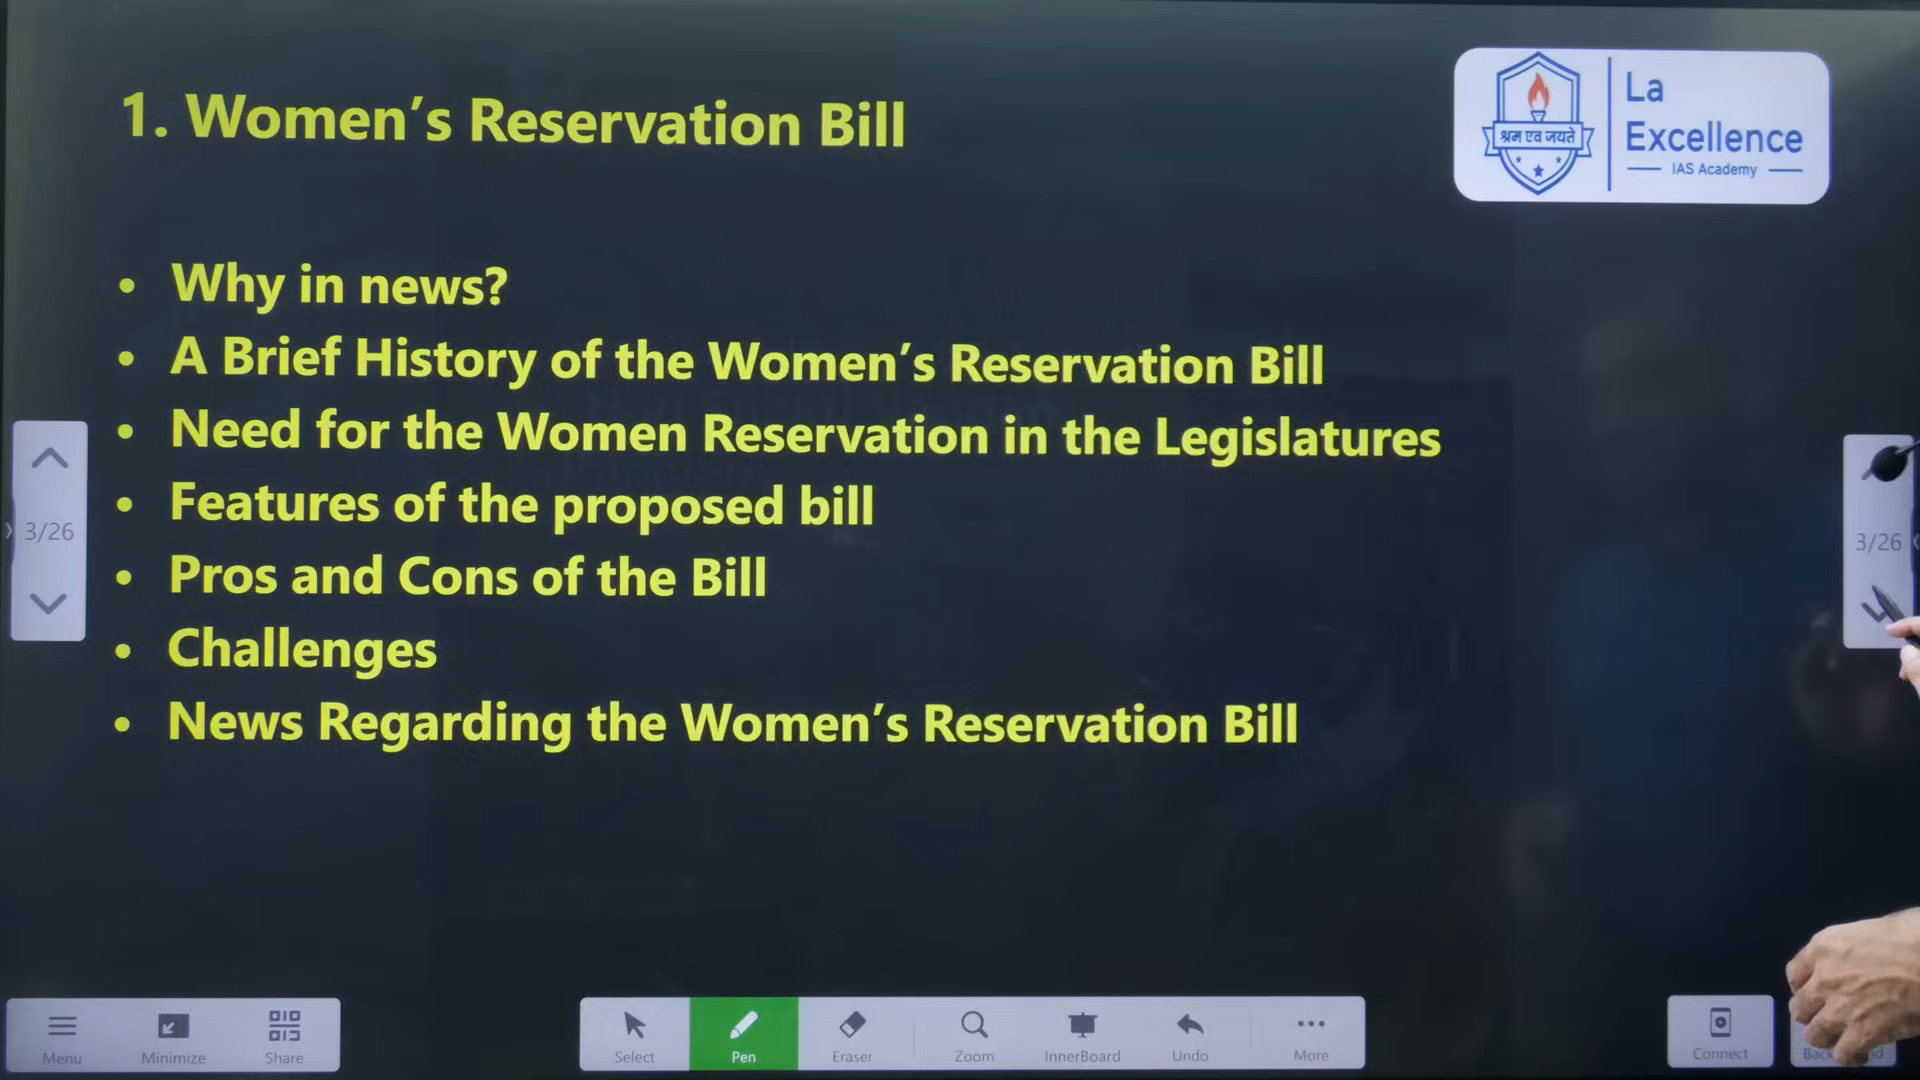 1. Women’s Reservation Bill
La
Excellence
IAS Academy
श्रम एव जयते
• Why in news?
• A Brief History of the Women’s Reservation Bill
• Need for the Women Reservation in the Legislatures
• Features of the proposed bill
• Pros and Cons of the Bill
• Challenges
• News Regarding the Women’s Reservation Bill
3/26
3/26
Menu
Minimize
Share
Select
Pen
Eraser
Zoom
InnerBoard
Undo
More
Connect